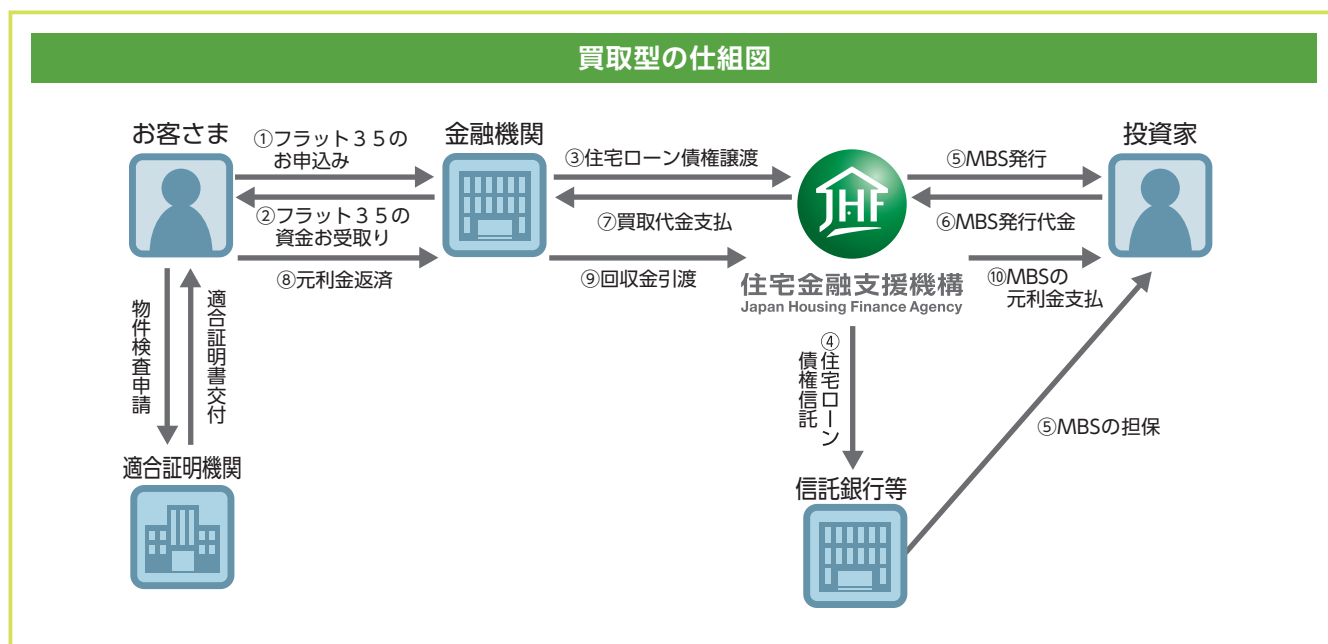 買取型の仕組図
お客さま
①フラット３５の
お申込み
金融機関
③住宅ローン債権譲渡
JHF
⑤MBS発行
投資家
②フラット３５の
資金お受取り
⑦買取代金支払
⑥MBS発行代金
⑧元利金返済
⑨回収金引渡
住宅金融支援機構
Japan Housing Finance Agency
⑩MBSの
元利金支払
物件検査申請
適合証明書交付
④住宅ローン
債権信託
⑤MBSの担保
適合証明機関
信託銀行等